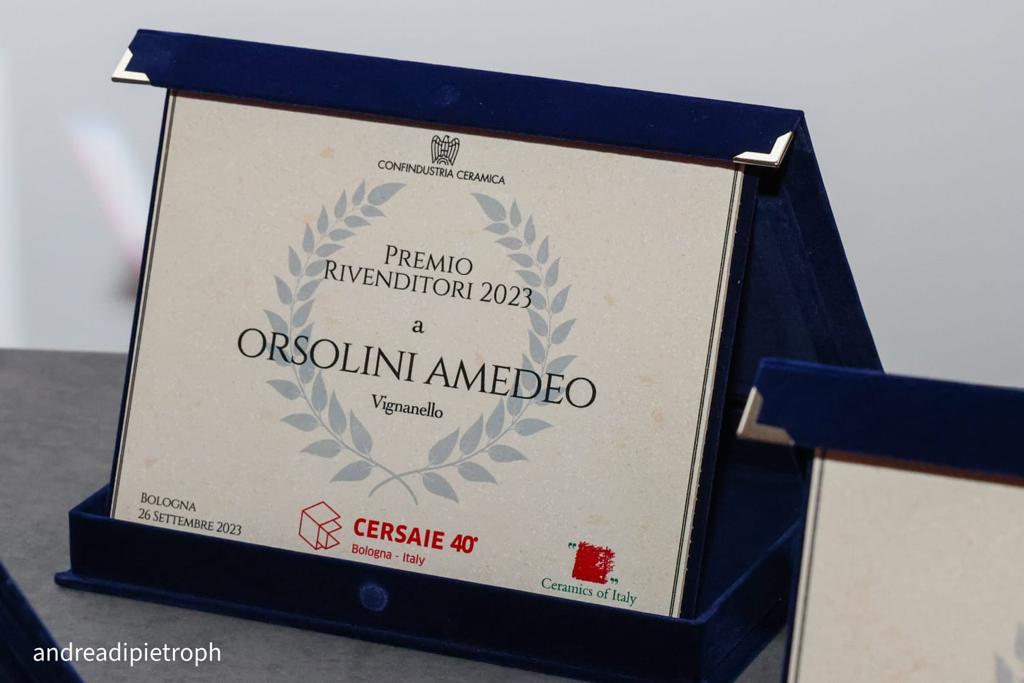 CONFINDUSTRIA CERAMICA
PREMIO
RIVENDITORI 2023
a
ORSOLINI AMEDEO
Vignanello
BOLOGNA
26 SETTEMBRE 2023
CERSAIE 40°
Bologna - Italy
Ceramics of Italy
andreadipietroph